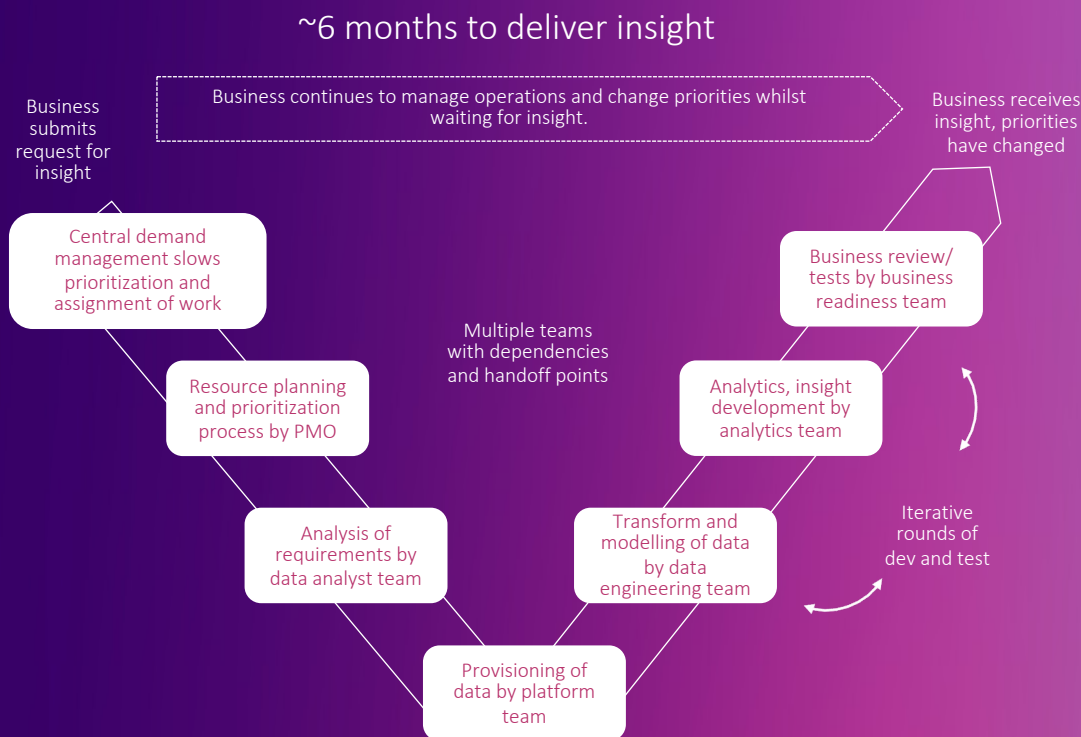 ~6 months to deliver insight
Business continues to manage operations and change priorities whilst
waiting for insight.
Business
submits
request for
insight
Business receives
insight, priorities
have changed
Central demand
management slows
prioritization and
assignment of work
Business review/
tests by business
readiness team
Multiple teams
with dependencies
and handoff points
Resource planning
and prioritization
process by PMO
Analytics, insight
development by
analytics team
Analysis of
requirements by
data analyst team
Transform and
modelling of data
by data
engineering team
Iterative
rounds of
dev and test
Provisioning of
data by platform
team